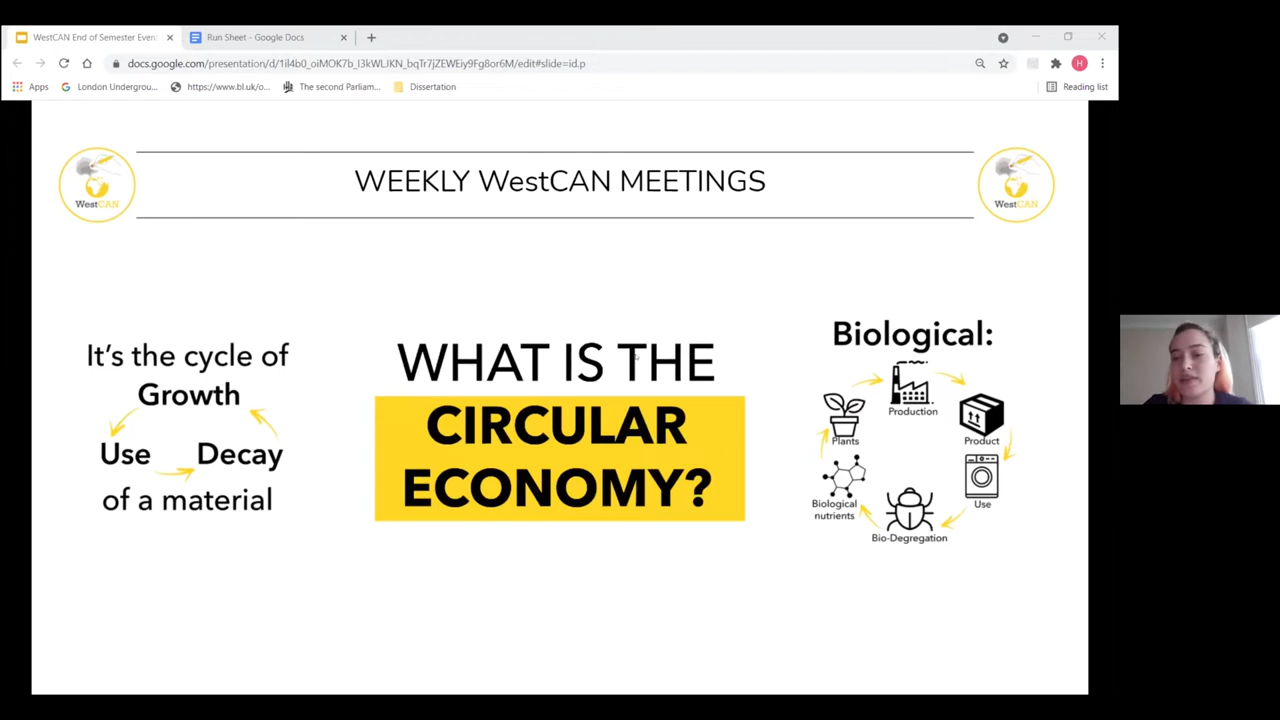 WestCAN End of Semester Even
Run Sheet - Google Docs
docs.google.com/presentation/d/1il4b0_oiMOK7b_I3kWLJKN_bqTr7jZEWEiy9Fg8or6M/edit#slide=id.p
H
Apps
London Undergrou...
https://www.bl.uk/o...
The second Parliam...
Dissertation
Reading list
WestCAN
WEEKLY WestCAN MEETINGS
WestCAN
It's the cycle of
Growth
Use
Decay
of a material
WHAT IS THE
CIRCULAR
ECONOMY?
Biological:
Production
Plants
Product
Biological
nutrients
Use
Bio-Degregation